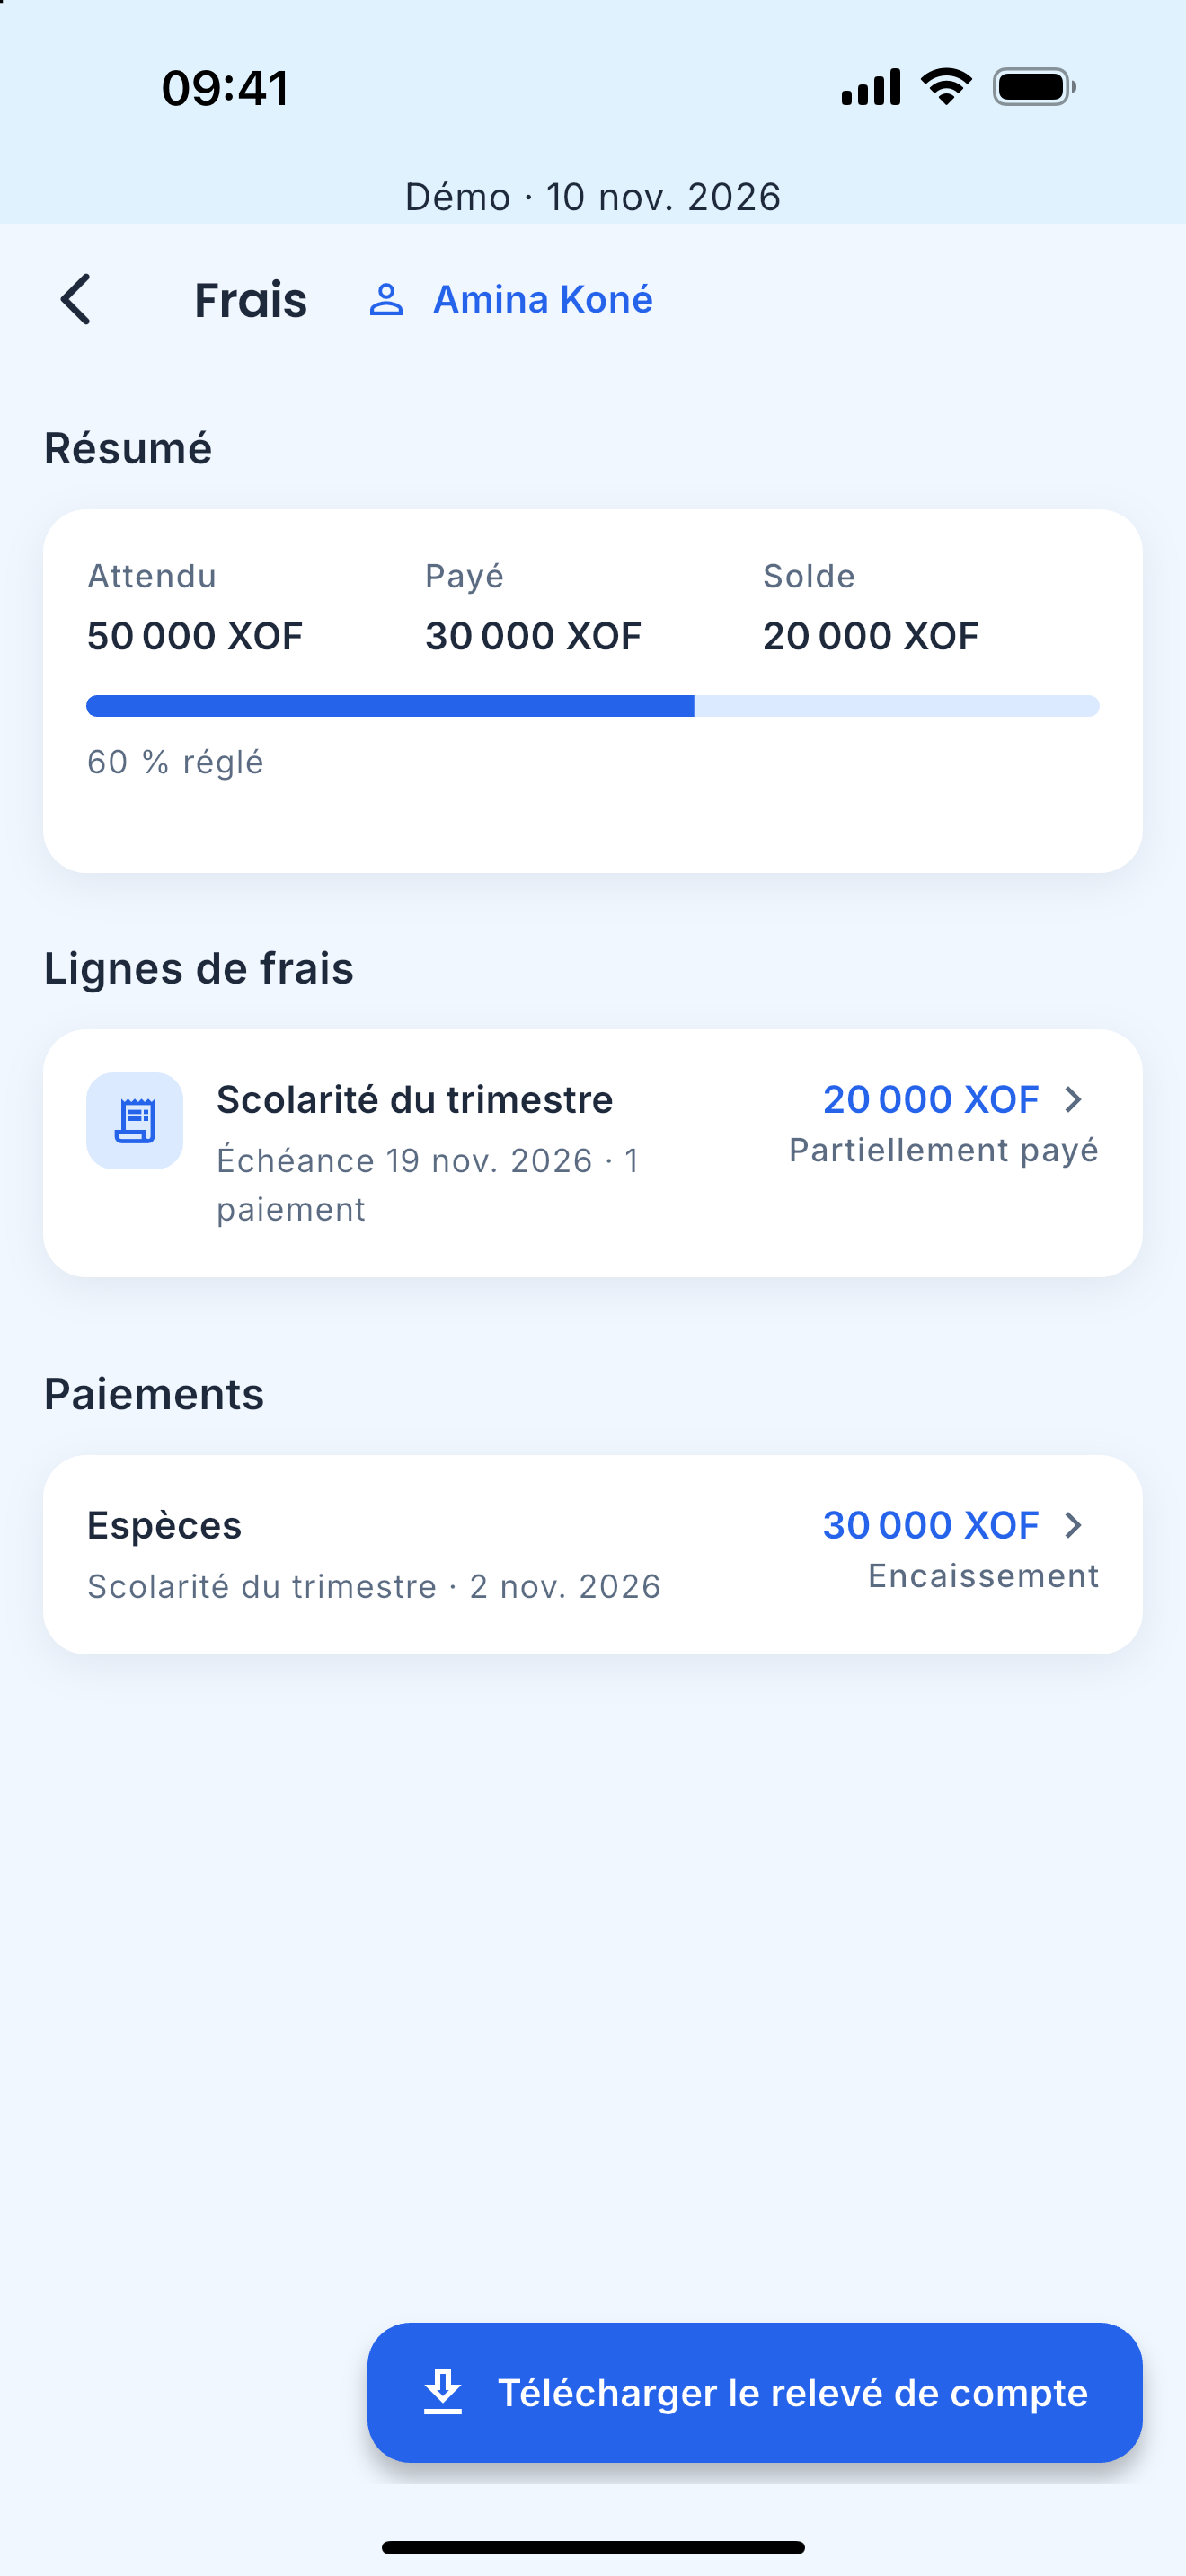 09:41
Démo · 10 nov. 2026
Frais
Amina Koné
Résumé
Attendu Payé Solde
50 000 XOF 30 000 XOF 20 000 XOF
60 % réglé
Lignes de frais
Scolarité du trimestre 20 000 XOF
Échéance 19 nov. 2026 · 1 Partiellement payé
paiement
Paiements
Espèces 30 000 XOF
Scolarité du trimestre · 2 nov. 2026 Encaissement
Télécharger le relevé de compte